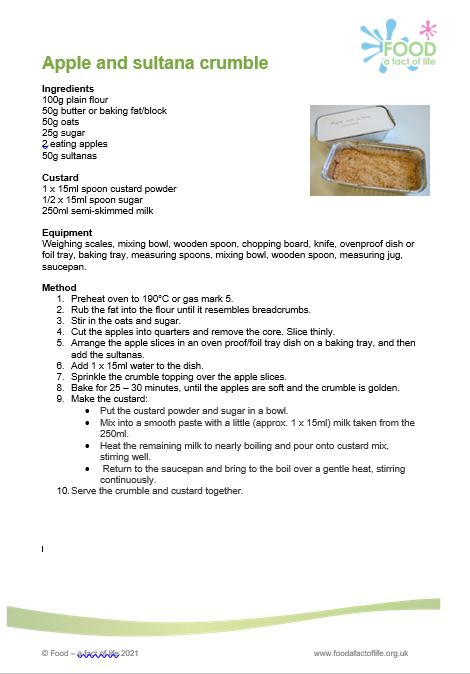 FOOD
a fact of life
Apple and sultana crumble
Ingredients
100g plain flour
50g butter or baking fat/block
50g oats
25g sugar
2 eating apples
50g sultanas
Custard
1 x 15ml spoon custard powder
1/2 x 15ml spoon sugar
250ml semi-skimmed milk
Equipment
Weighing scales, mixing bowl, wooden spoon, chopping board, knife, ovenproof dish or
foil tray, baking tray, measuring spoons, mixing bowl, wooden spoon, measuring jug,
saucepan.
Method
1. Preheat oven to 190°C or gas mark 5.
2. Rub the fat into the flour until it resembles breadcrumbs.
3. Stir in the oats and sugar.
4. Cut the apples into quarters and remove the core. Slice thinly.
5. Arrange the apple slices in an oven proof/foil tray dish on a baking tray, and then
add the sultanas.
6. Add 1 x 15ml water to the dish.
7. Sprinkle the crumble topping over the apple slices.
8. Bake for 25 – 30 minutes, until the apples are soft and the crumble is golden.
9. Make the custard:
• Put the custard powder and sugar in a bowl.
• Mix into a smooth paste with a little (approx. 1 x 15ml) milk taken from the
250ml.
• Heat the remaining milk to nearly boiling and pour onto custard mix,
stirring well.
• Return to the saucepan and bring to the boil over a gentle heat, stirring
continuously.
10. Serve the crumble and custard together.
© Food – a fact of life 2021
www.foodafactoflife.org.uk